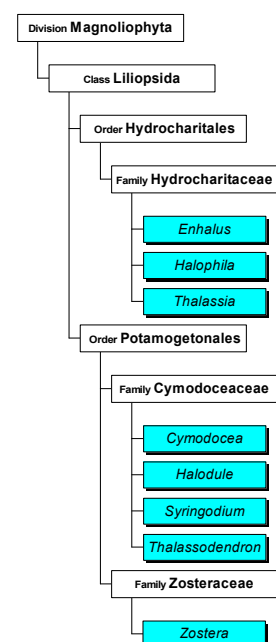 Division Magnoliophyta
Class Liliopsida
Order Hydrocharitales
Family Hydrocharitaceae
Enhalus
Halophila
Thalassia
Order Potamogetonales
Family Cymodoceaceae
Cymodocea
Halodule
Syringodium
Thalassodendron
Family Zosteraceae
Zostera